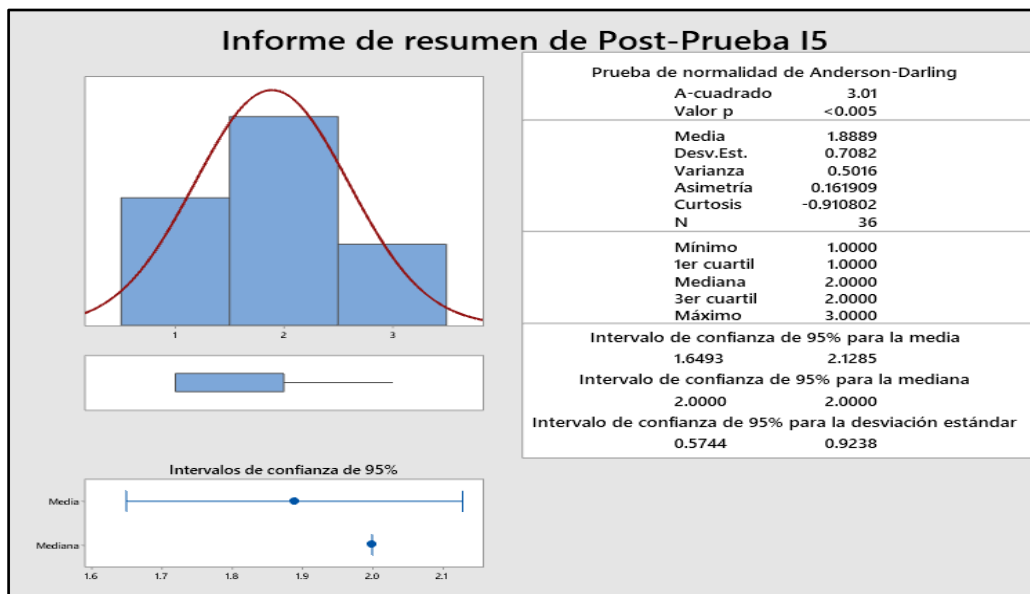 Informe de resumen de Post-Prueba I5
1
2
3
Intervalos de confianza de 95%
Media
Mediana
1.6
1.7
1.8
1.9
2.0
2.1
Prueba de normalidad de Anderson-Darling
A-cuadrado 3.01
Valor p <0.005
Media 1.8889
Desv.Est. 0.7082
Varianza 0.5016
Asimetría 0.161909
Curtosis -0.910802
N 36
Mínimo 1.0000
1er cuartil 1.0000
Mediana 2.0000
3er cuartil 2.0000
Máximo 3.0000
Intervalo de confianza de 95% para la media
1.6493 2.1285
Intervalo de confianza de 95% para la mediana
2.0000 2.0000
Intervalo de confianza de 95% para la desviación estándar
0.5744 0.9238